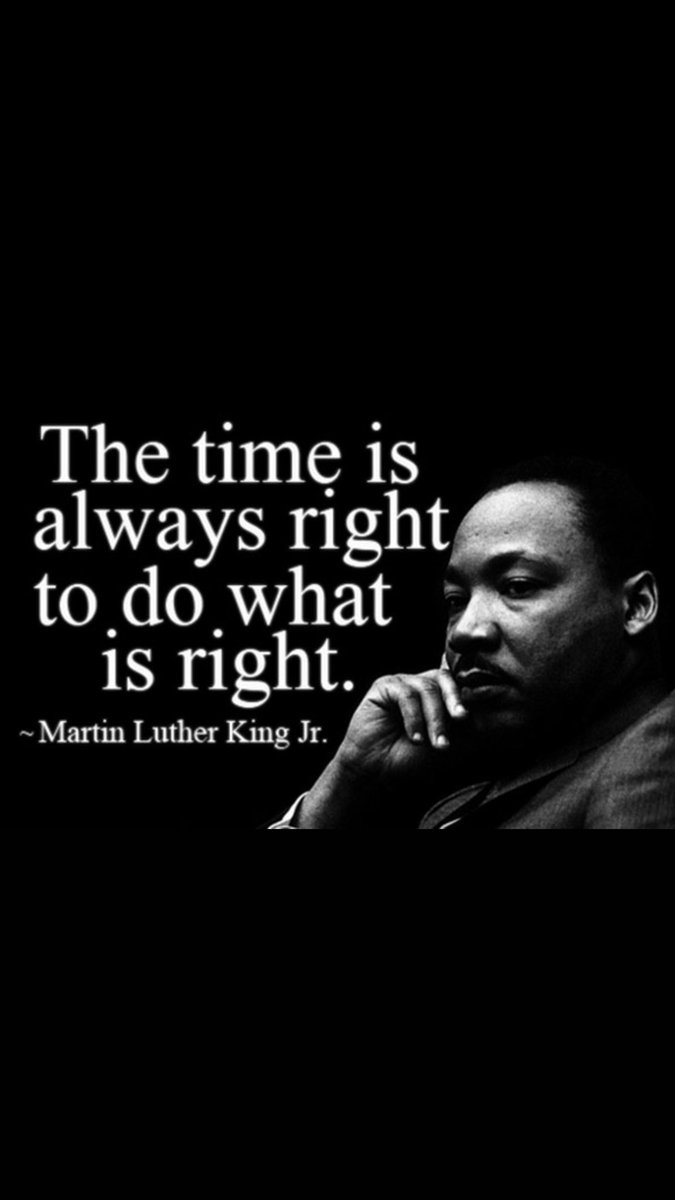 The time is
always right
to do what
is right.
~Martin Luther King Jr.